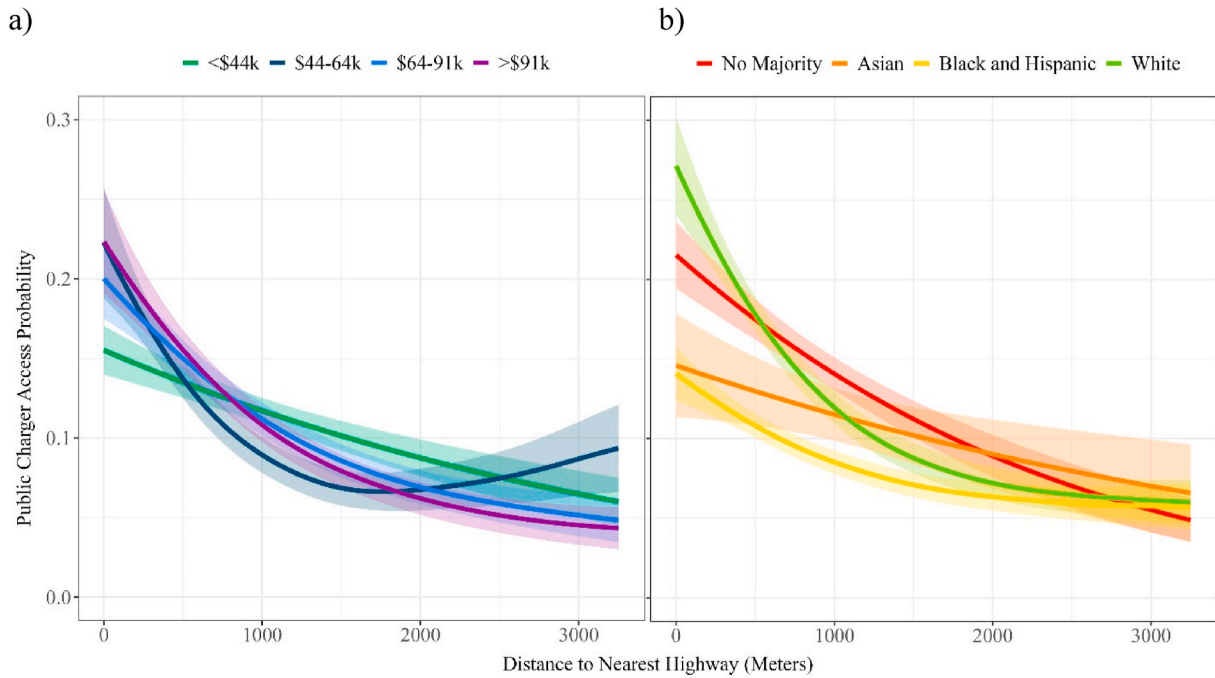 a)
b)
<$44k $44-64k $64-91k >$91k
No Majority Asian Black and Hispanic White
Public Charger Access Probability
0.3
0.2
0.1
0.0
0 1000 2000 3000
0 1000 2000 3000
Distance to Nearest Highway (Meters)